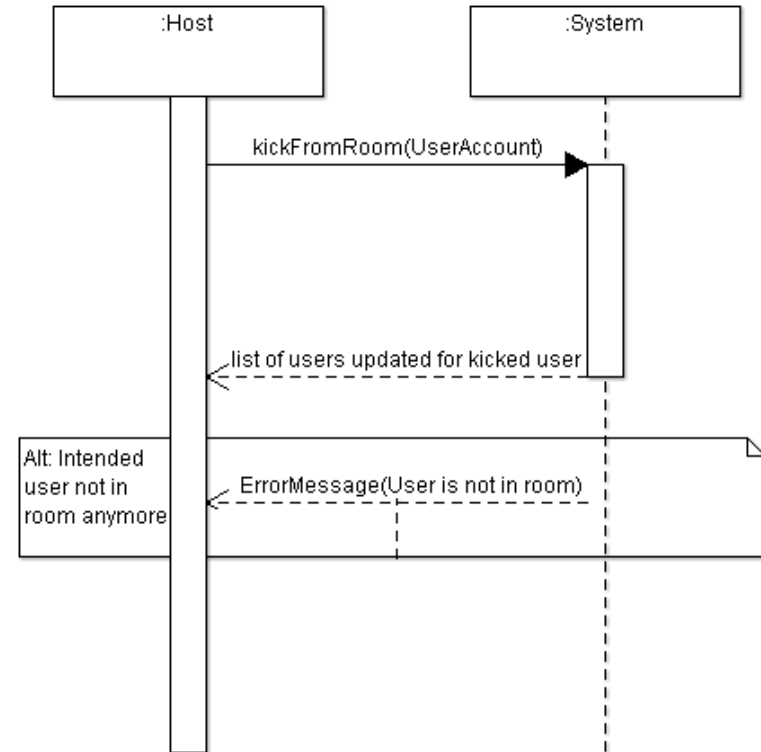 :Host
:System
kickFromRoom(UserAccount)
list of users updated for kicked user
Alt: Intended
user not in
room anymore
ErrorMessage(User is not in room)